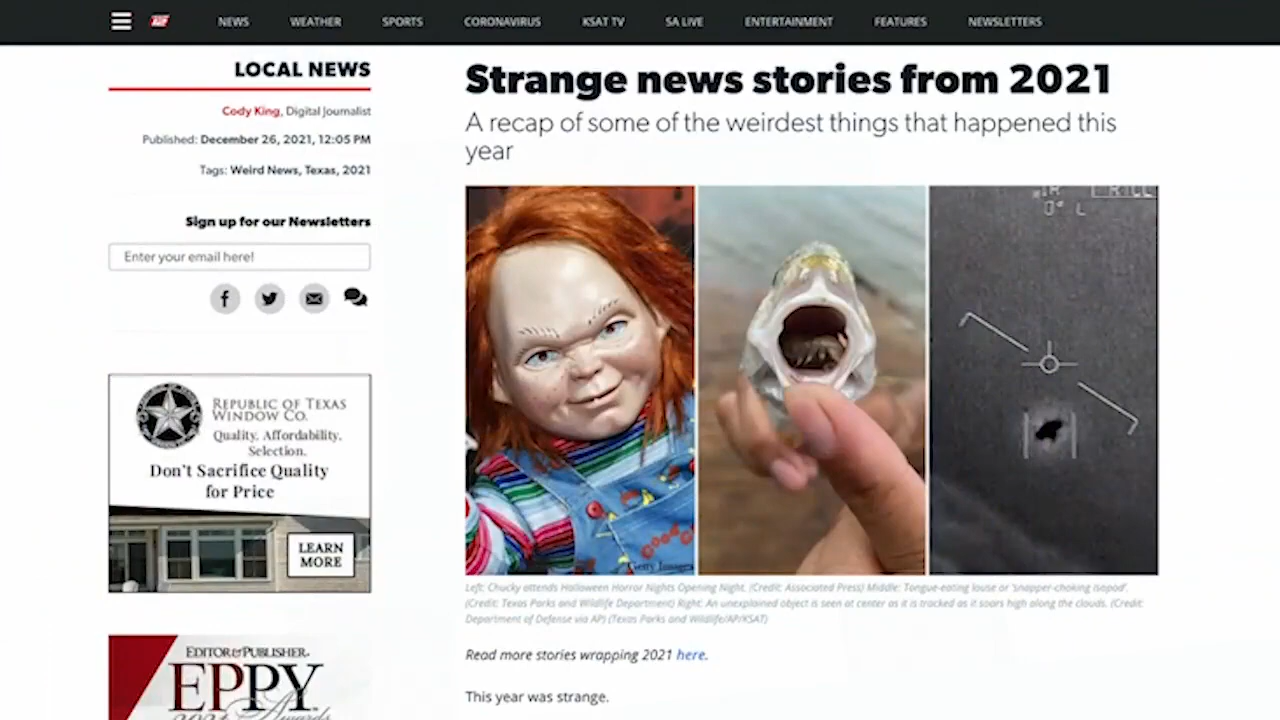 NEWS WEATHER SPORTS CORONAVIRUS KSAT TV SA LIVE ENTERTAINMENT FEATURES NEWSLETTERS
LOCAL NEWS
Cody King, Digital Journalist
Published: December 26, 2021, 12:05 PM
Tags: Weird News, Texas, 2021
Sign up for our Newsletters
Enter your email here!
REPUBLIC OF TEXAS
WINDOW CO.
Quality. Affordability.
Selection.
Don't Sacrifice Quality
for Price
LEARN
MORE
EDITOR & PUBLISHER
EPPY
2021 Awards
Strange news stories from 2021
A recap of some of the weirdest things that happened this
year
0° L
Good G
Getty Images
Left: Chucky attends Halloween Horror Nights Opening Night. (Credit: Associated Press) Middle: Tongue-eating louse or 'snapper-choking isopod'.
(Credit: Texas Parks and Wildlife Department) Right: An unexplained object is seen at center as it is tracked as it soars high along the clouds. (Credit:
Department of Defense via AP) (Texas Parks and Wildlife/AP/KSAT)
Read more stories wrapping 2021 here.
This year was strange.